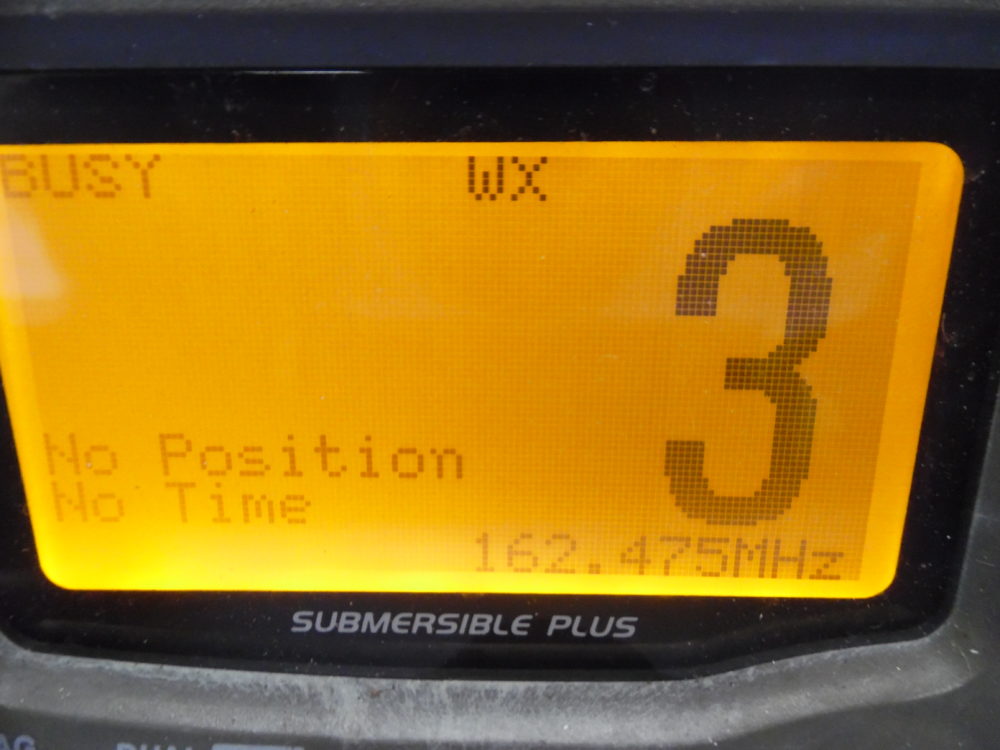 BUSY WX
3
No Position
No Time
162.475MHz
SUBMERSIBLE PLUS